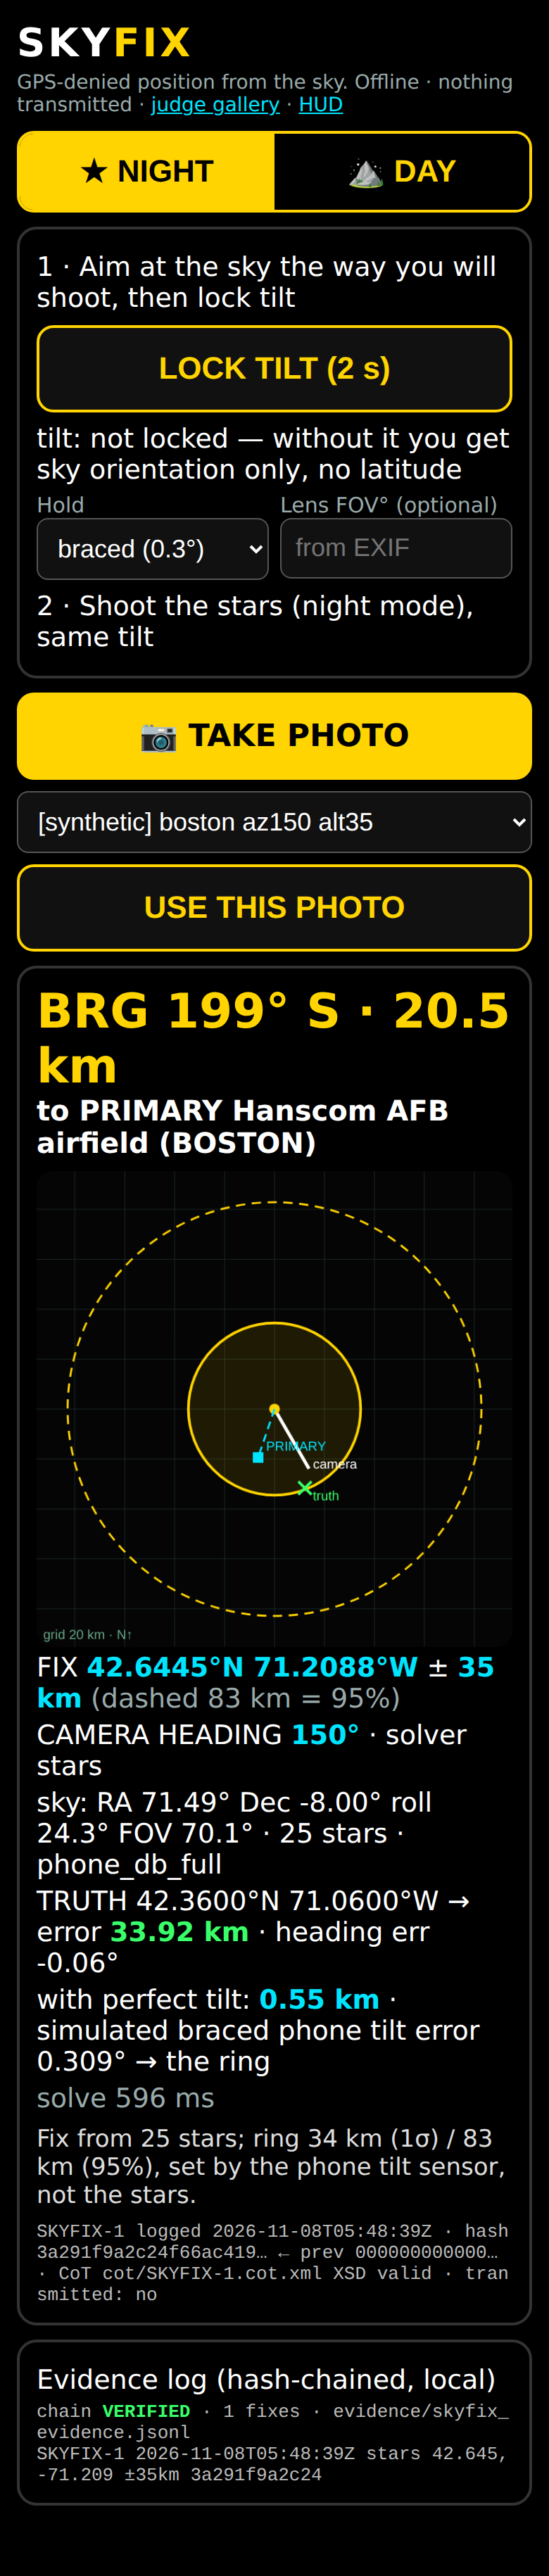 SKYFIX
GPS-denied position from the sky. Offline · nothing
transmitted · judge gallery · HUD
★ NIGHT
DAY
1 · Aim at the sky the way you will
shoot, then lock tilt
LOCK TILT (2 s)
tilt: not locked — without it you get
sky orientation only, no latitude
Hold
Lens FOV° (optional)
braced (0.3°)
from EXIF
2 · Shoot the stars (night mode),
same tilt
TAKE PHOTO
[synthetic] boston az150 alt35
USE THIS PHOTO
BRG 199° S · 20.5
km
to PRIMARY Hanscom AFB
airfield (BOSTON)
PRIMARY
camera
truth
grid 20 km · N↑
FIX 42.6445°N 71.2088°W ± 35
km (dashed 83 km = 95%)
CAMERA HEADING 150° · solver
stars
sky: RA 71.49° Dec -8.00° roll
24.3° FOV 70.1° · 25 stars ·
phone_db_full
TRUTH 42.3600°N 71.0600°W →
error 33.92 km · heading err
-0.06°
with perfect tilt: 0.55 km ·
simulated braced phone tilt error
0.309° → the ring
solve 596 ms
Fix from 25 stars; ring 34 km (1σ) / 83
km (95%), set by the phone tilt sensor,
not the stars.
SKYFIX-1 logged 2026-11-08T05:48:39Z · hash
3a291f9a2c24f66ac419… ← prev 000000000000…
· CoT cot/SKYFIX-1.cot.xml XSD valid · tran
smitted: no
Evidence log (hash-chained, local)
chain VERIFIED · 1 fixes · evidence/skyfix_
evidence.jsonl
SKYFIX-1 2026-11-08T05:48:39Z stars 42.645,
-71.209 ±35km 3a291f9a2c24